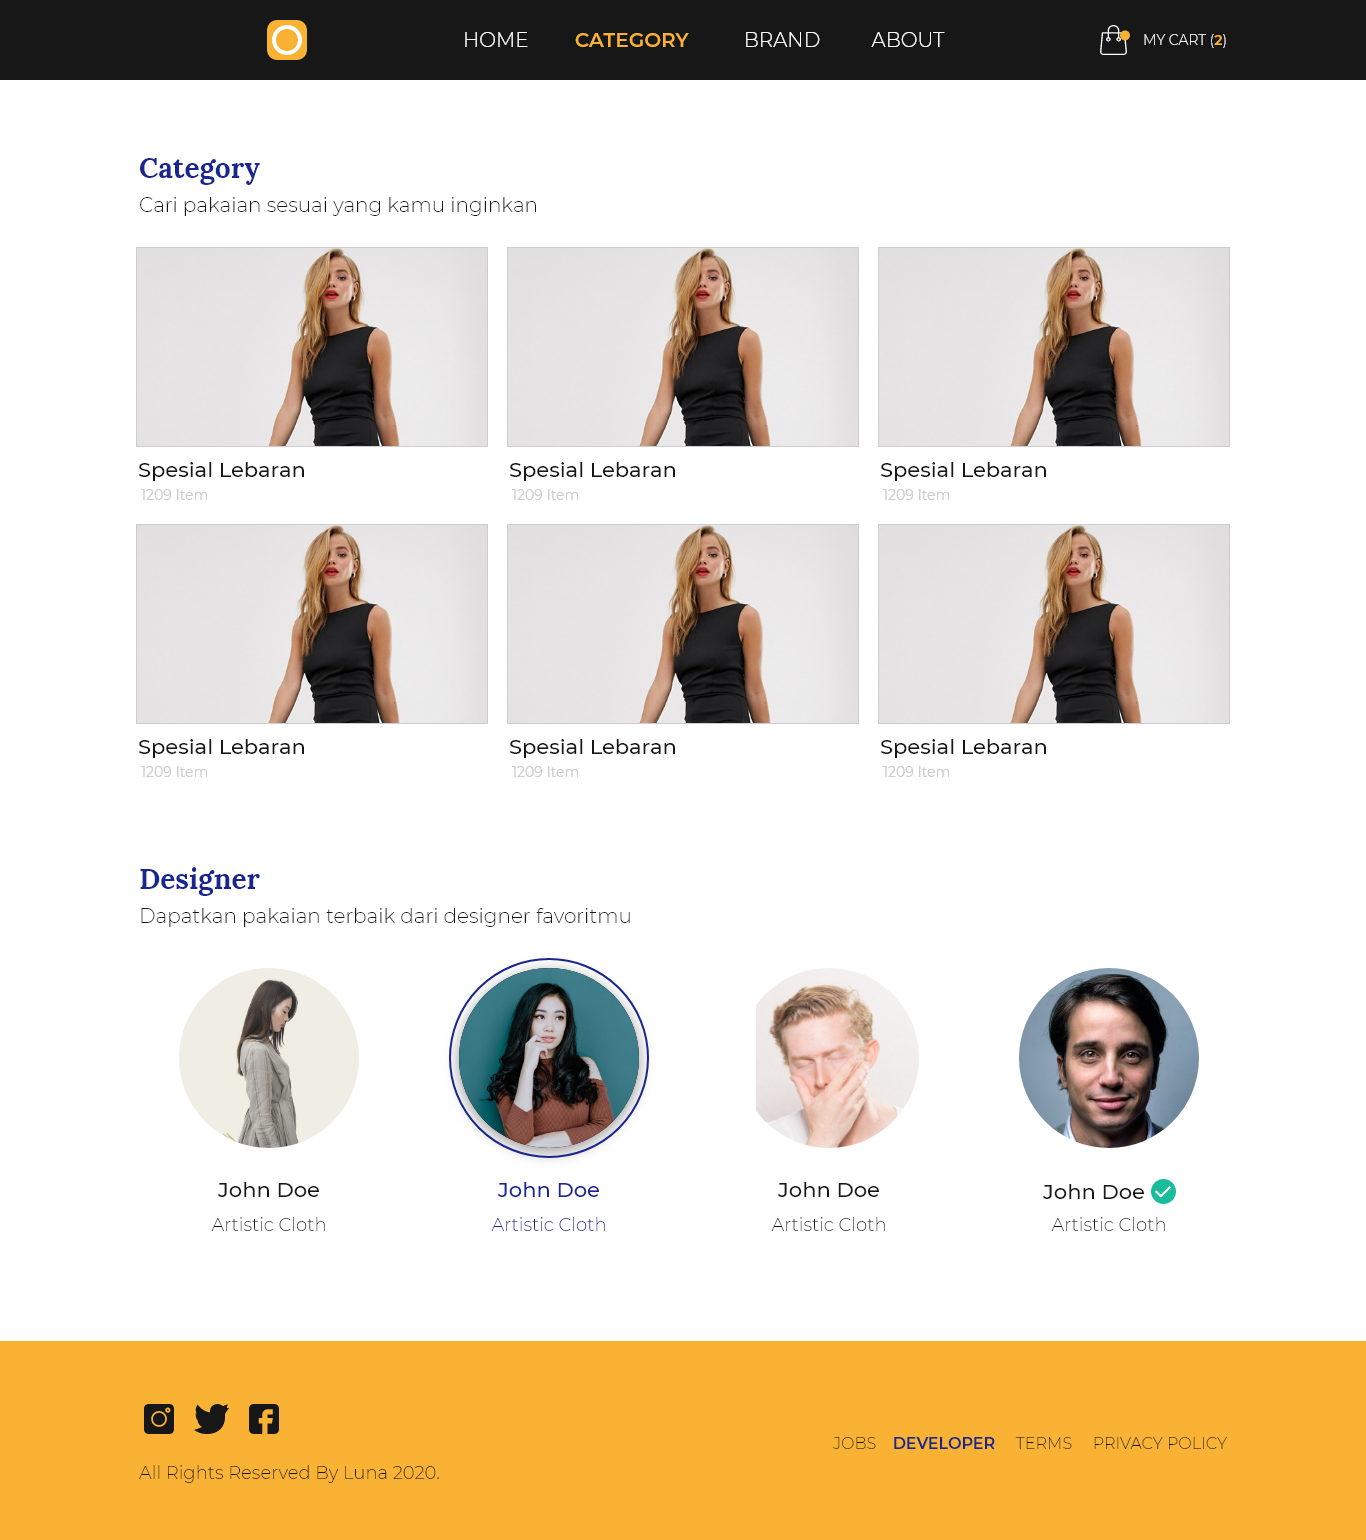 HOME CATEGORY BRAND ABOUT MY CART (2)
Category
Cari pakaian sesuai yang kamu inginkan
Spesial Lebaran Spesial Lebaran Spesial Lebaran
1209 Item 1209 Item 1209 Item
Spesial Lebaran Spesial Lebaran Spesial Lebaran
1209 Item 1209 Item 1209 Item
Designer
Dapatkan pakaian terbaik dari designer favoritmu
John Doe John Doe John Doe John Doe
Artistic Cloth Artistic Cloth Artistic Cloth Artistic Cloth
JOBS DEVELOPER TERMS PRIVACY POLICY
All Rights Reserved By Luna 2020.